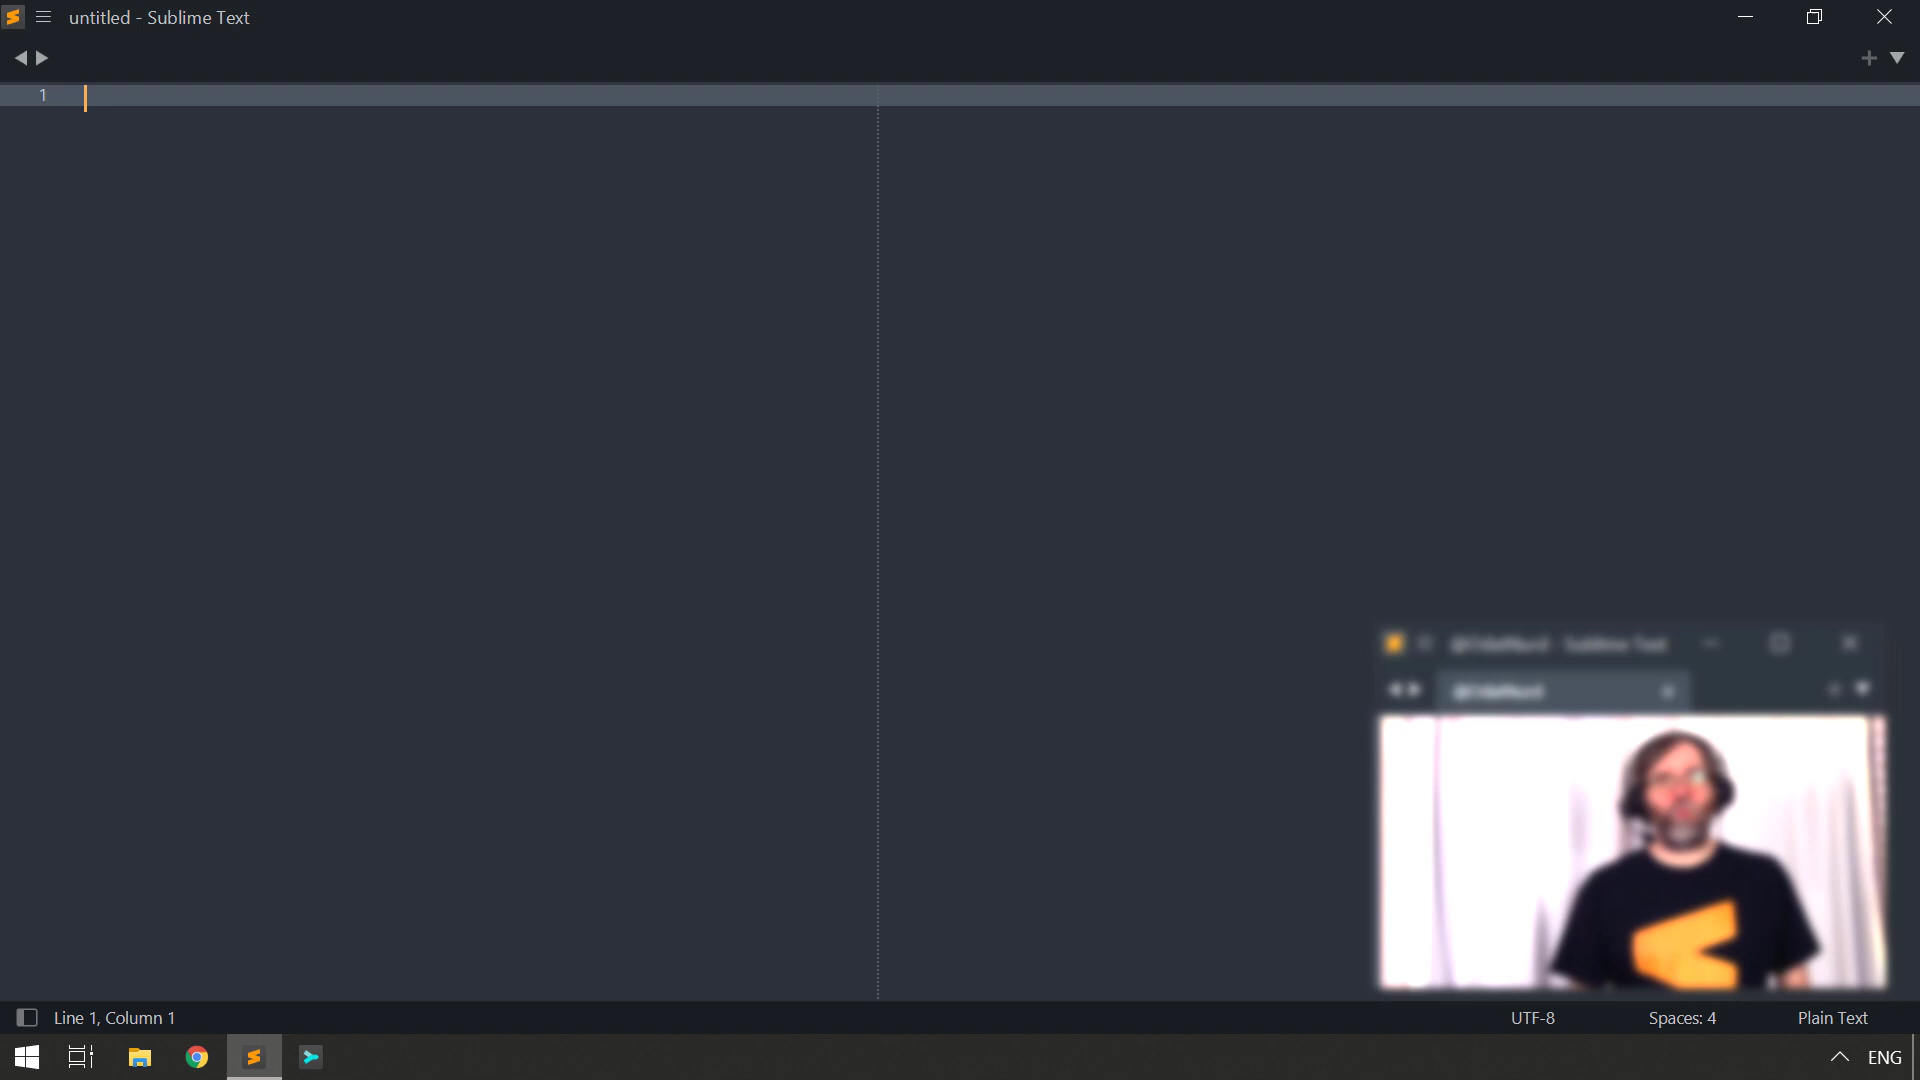 untitled - Sublime Text
1
Line 1, Column 1
UTF-8
Spaces: 4
Plain Text
ENG